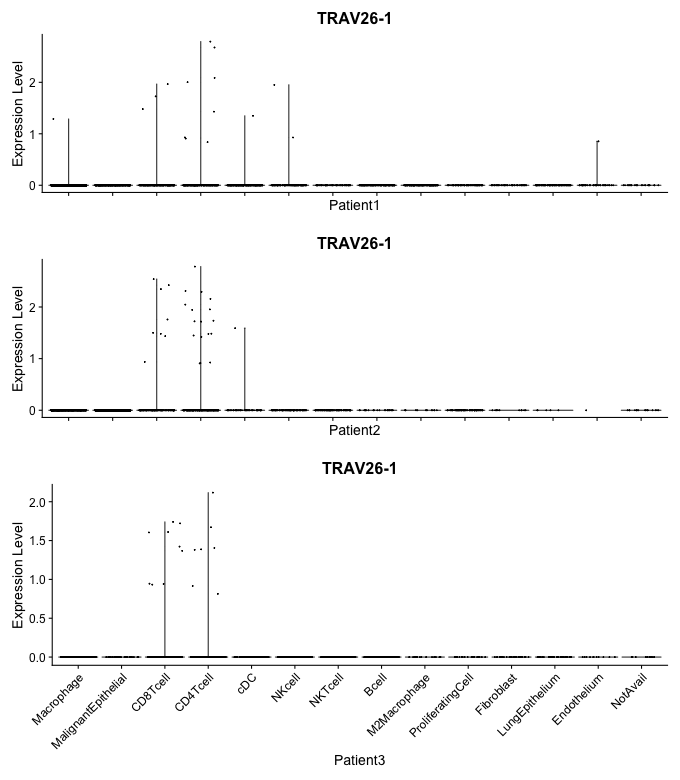 TRAV26-1
Expression Level
2
1
0
Patient1
TRAV26-1
Expression Level
2
1
0
Patient2
TRAV26-1
Expression Level
2.0
1.5
1.0
0.5
0.0
Macrophage
MalignantEpithelial
CD8Tcell
CD4Tcell
cDC
NKcell
NKTcell
Bcell
M2Macrophage
ProliferatingCell
Fibroblast
LungEpithelium
Endothelium
NotAvail
Patient3